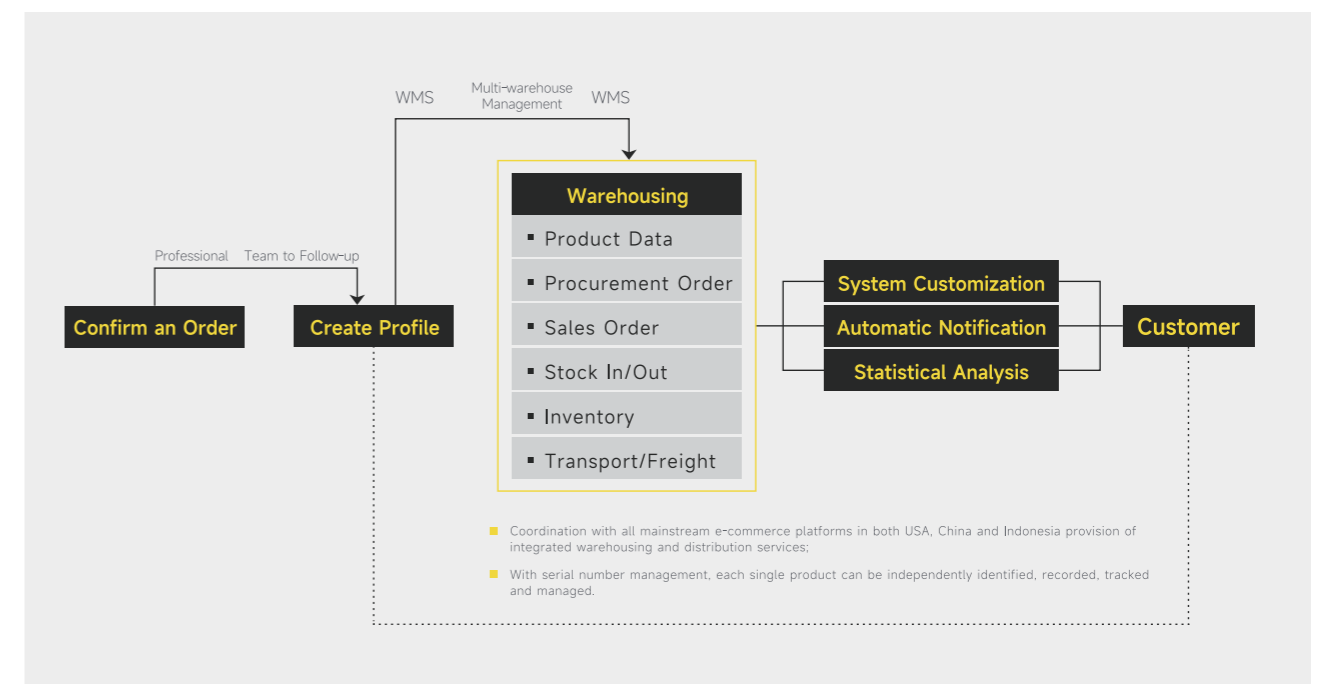 WMS
Multi-warehouse
Management
WMS
Warehousing
▪ Product Data
▪ Procurement Order
▪ Sales Order
▪ Stock In/Out
▪ Inventory
▪ Transport/Freight
Professional Team to Follow-up
Confirm an Order
Create Profile
System Customization
Automatic Notification
Statistical Analysis
Customer
Coordination with all mainstream e-commerce platforms in both USA, China and Indonesia provision of
integrated warehousing and distribution services;
With serial number management, each single product can be independently identified, recorded, tracked
and managed.